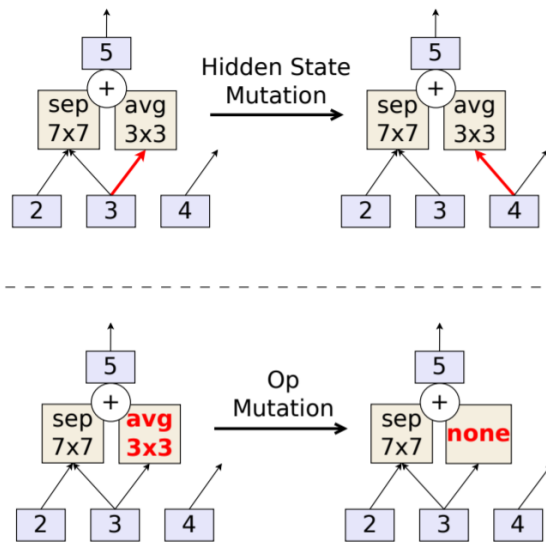 5
+
sep
7x7
avg
3x3
2
3
4
Hidden State
Mutation
5
+
sep
7x7
avg
3x3
2
3
4
5
+
sep
7x7
avg
3x3
2
3
4
Op
Mutation
5
+
sep
7x7
none
2
3
4